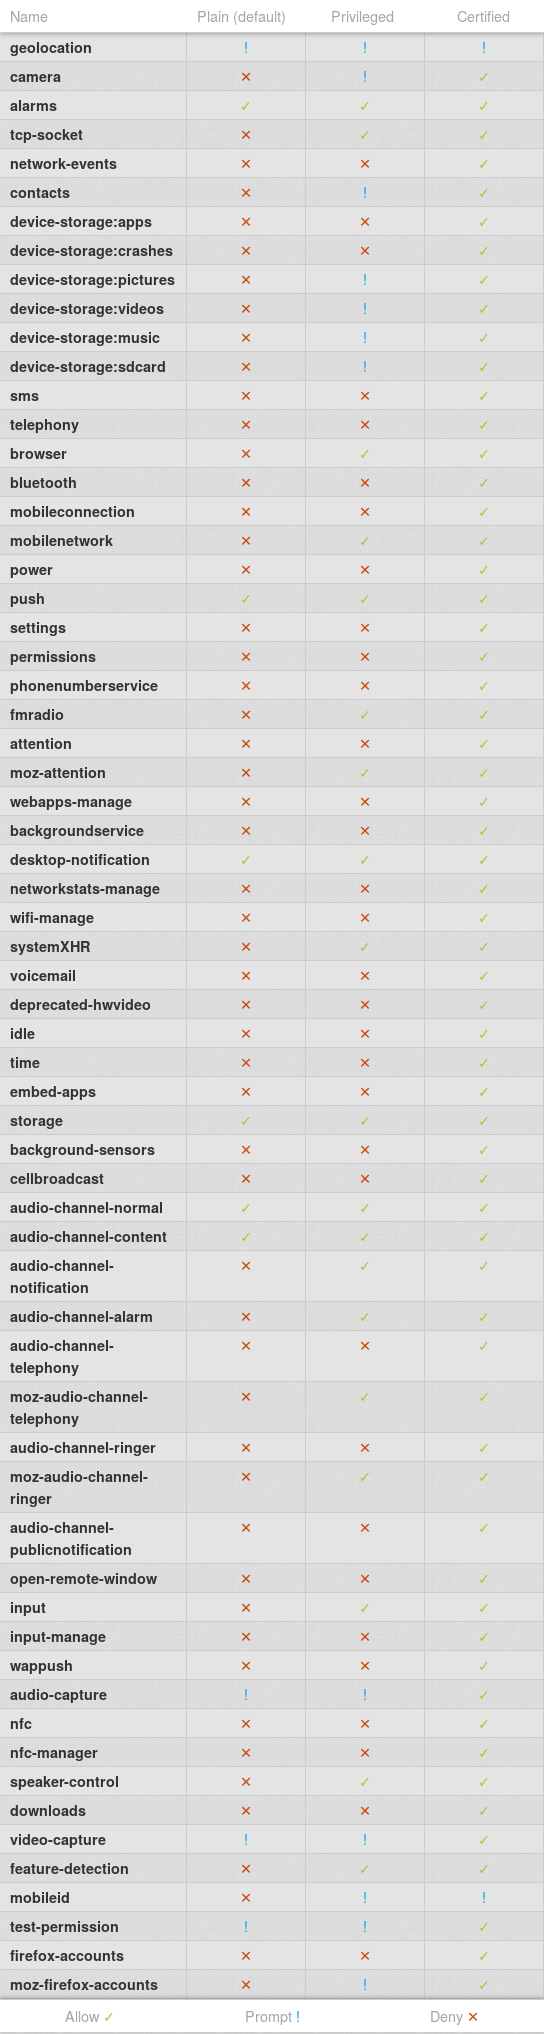 Name Plain (default) Privileged Certified
geolocation ! ! !
camera ✕ ! ✓
alarms ✓ ✓ ✓
tcp-socket ✕ ✓ ✓
network-events ✕ ✕ ✓
contacts ✕ ! ✓
device-storage:apps ✕ ✕ ✓
device-storage:crashes ✕ ✕ ✓
device-storage:pictures ✕ ! ✓
device-storage:videos ✕ ! ✓
device-storage:music ✕ ! ✓
device-storage:sdcard ✕ ! ✓
sms ✕ ✕ ✓
telephony ✕ ✕ ✓
browser ✕ ✓ ✓
bluetooth ✕ ✕ ✓
mobileconnection ✕ ✕ ✓
mobilenetwork ✕ ✓ ✓
power ✕ ✕ ✓
push ✓ ✓ ✓
settings ✕ ✕ ✓
permissions ✕ ✕ ✓
phonenumberservice ✕ ✕ ✓
fmradio ✕ ✓ ✓
attention ✕ ✕ ✓
moz-attention ✕ ✓ ✓
webapps-manage ✕ ✕ ✓
backgroundservice ✕ ✕ ✓
desktop-notification ✓ ✓ ✓
networkstats-manage ✕ ✕ ✓
wifi-manage ✕ ✕ ✓
systemXHR ✕ ✓ ✓
voicemail ✕ ✕ ✓
deprecated-hwvideo ✕ ✕ ✓
idle ✕ ✕ ✓
time ✕ ✕ ✓
embed-apps ✕ ✕ ✓
storage ✓ ✓ ✓
background-sensors ✕ ✕ ✓
cellbroadcast ✕ ✕ ✓
audio-channel-normal ✓ ✓ ✓
audio-channel-content ✓ ✓ ✓
audio-channel- ✕ ✓ ✓
notification
audio-channel-alarm ✕ ✓ ✓
audio-channel- ✕ ✕ ✓
telephony
moz-audio-channel- ✕ ✓ ✓
telephony
audio-channel-ringer ✕ ✕ ✓
moz-audio-channel- ✕ ✓ ✓
ringer
audio-channel- ✕ ✕ ✓
publicnotification
open-remote-window ✕ ✕ ✓
input ✕ ✓ ✓
input-manage ✕ ✕ ✓
wappush ✕ ✕ ✓
audio-capture ! ! ✓
nfc ✕ ✕ ✓
nfc-manager ✕ ✕ ✓
speaker-control ✕ ✓ ✓
downloads ✕ ✕ ✓
video-capture ! ! ✓
feature-detection ✕ ✓ ✓
mobileid ✕ ! !
test-permission ! ! ✓
firefox-accounts ✕ ✕ ✓
moz-firefox-accounts ✕ ! ✓
Allow ✓ Prompt ! Deny ✕